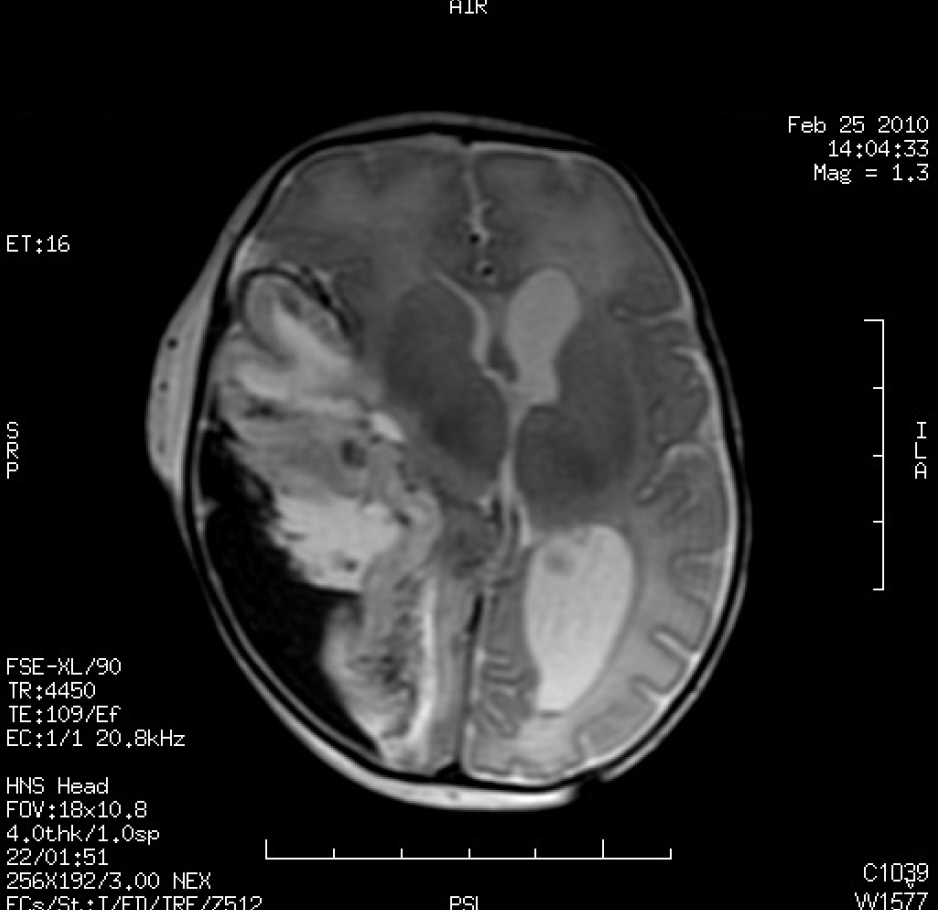 AIR
Feb 25 2010
14:04:33
Mag = 1.3
ET:16
S
R
P
I
L
A
FSE-XL/90
TR:4450
TE:109/Ef
EC:1/1 20.8kHz
HNS Head
FOV:18x10.8
4.0thk/1.0sp
22/01:51
256X192/3.00 NEX
PSL
C1039
W1577